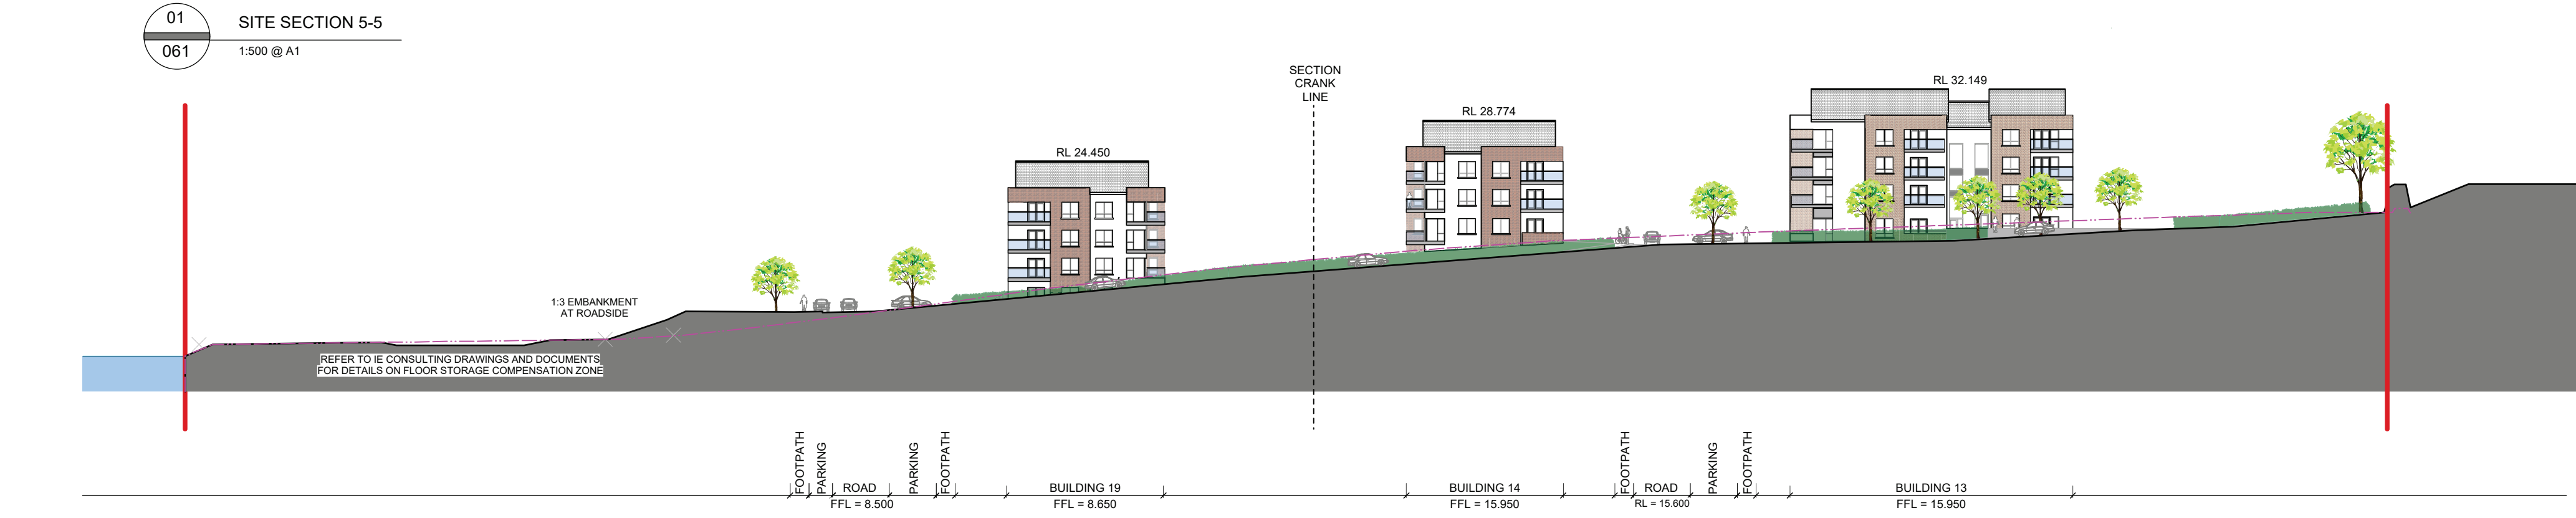 01
061
SITE SECTION 5-5
1:500 @ A1
SECTION
CRANK
LINE
RL 24.450
RL 28.774
RL 32.149
1:3 EMBANKMENT
AT ROADSIDE
REFER TO IE CONSULTING DRAWINGS AND DOCUMENTS
FOR DETAILS ON FLOOR STORAGE COMPENSATION ZONE
FOOTPATH
PARKING
ROAD
FFL = 8.500
PARKING
FOOTPATH
BUILDING 19
FFL = 8.650
BUILDING 14
FFL = 15.950
FOOTPATH
ROAD
RL = 15.600
PARKING
FOOTPATH
BUILDING 13
FFL = 15.950